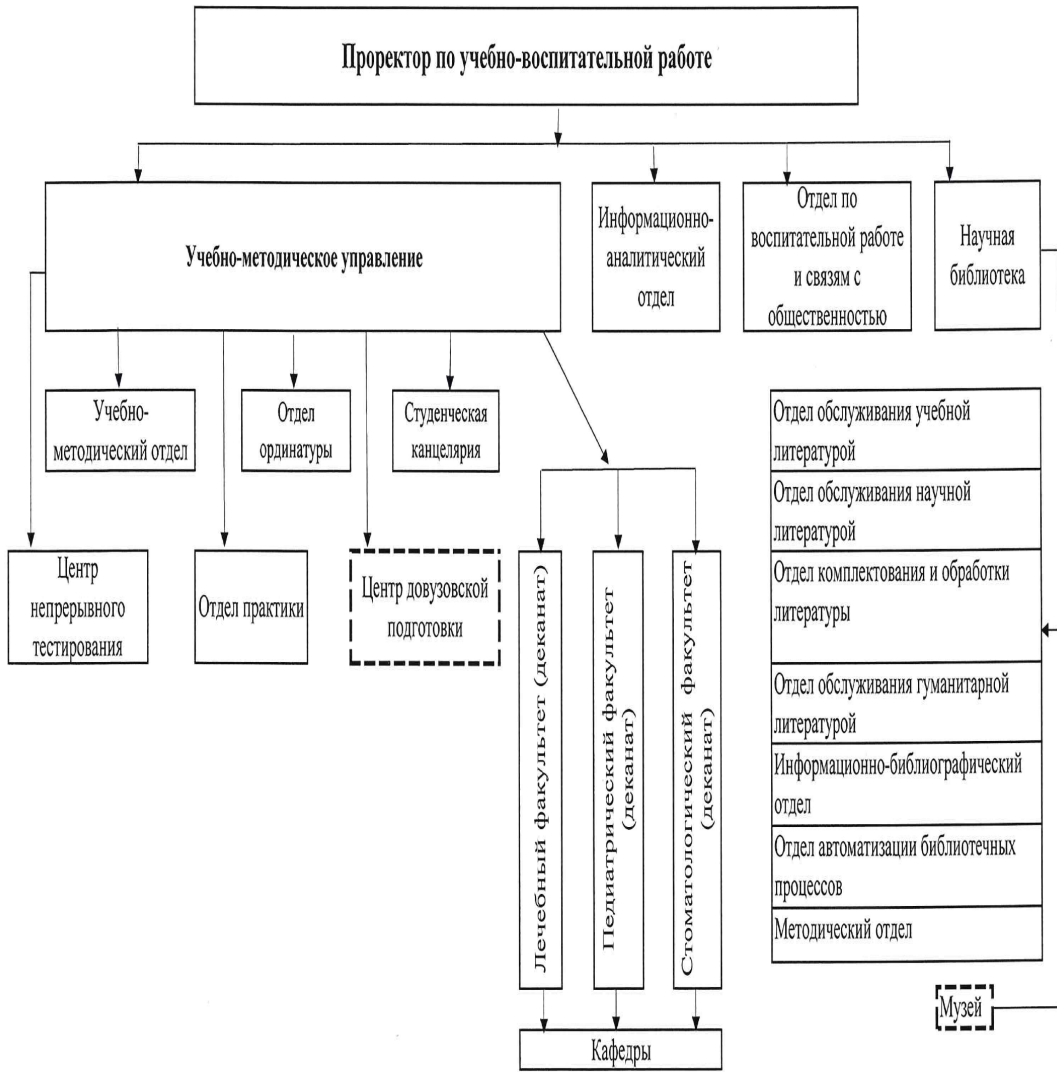 Проректор по учебно-воспитательной работе
Учебно-методическое управление
Информационно-
аналитический
отдел
Отдел по
воспитательной работе
и связям с
общественностью
Научная
библиотека
Учебно-
методический отдел
Отдел
ординатуры
Студенческая
канцелярия
Центр
непрерывного
тестирования
Отдел практики
Центр довузовской
подготовки
Лечебный факультет (деканат)
Педиатрический факультет
(деканат)
Стоматологический факультет
(деканат)
Кафедры
Отдел обслуживания учебной
литературой
Отдел обслуживания научной
литературой
Отдел комплектования и обработки
литературы
Отдел обслуживания гуманитарной
литературой
Информационно-библиографический
отдел
Отдел автоматизации библиотечных
процессов
Методический отдел
Музей